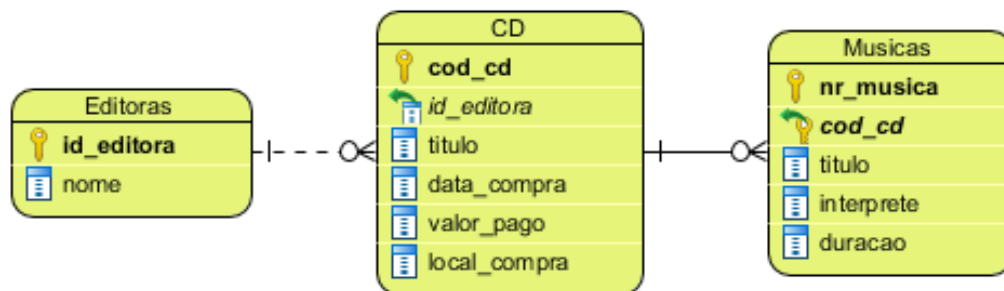 Editoras
id_editora
nome
CD
cod_cd
id_editora
titulo
data_compra
valor_pago
local_compra
Musicas
nr_musica
cod_cd
titulo
interprete
duracao